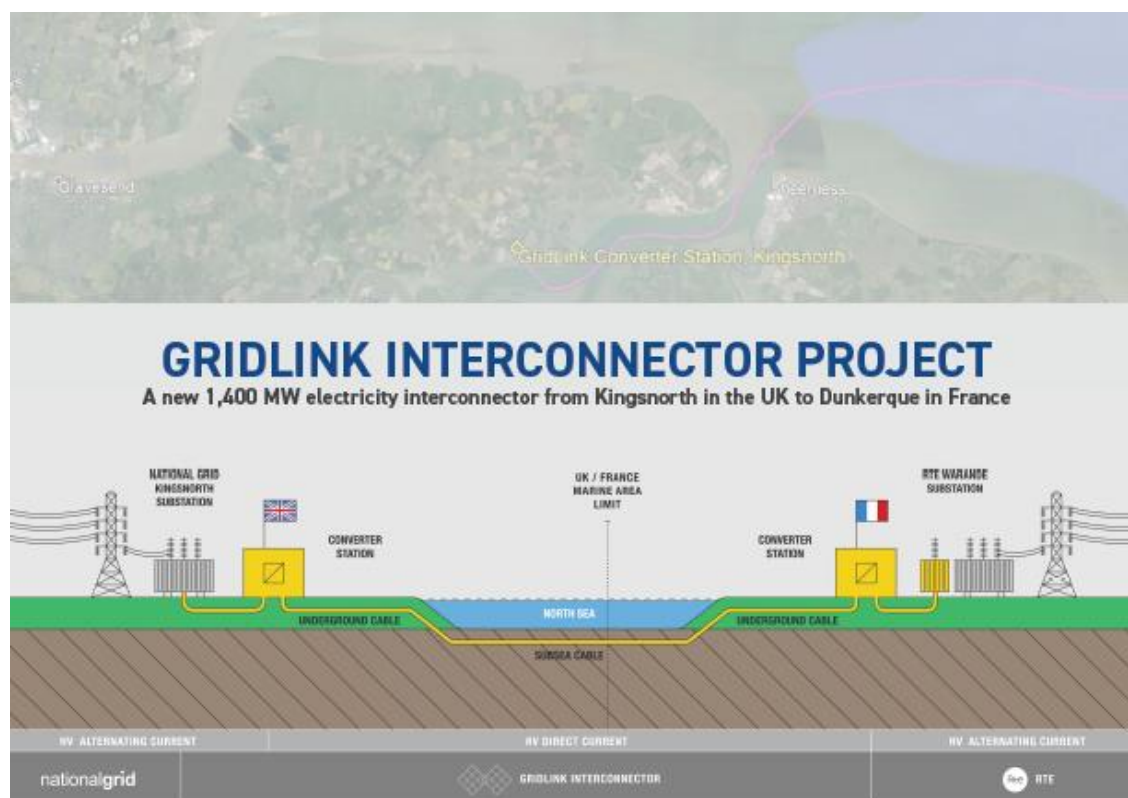 Gravesend
Sheerness
GridLink Converter Station, Kingsnorth
GRIDLINK INTERCONNECTOR PROJECT
A new 1,400 MW electricity interconnector from Kingsnorth in the UK to Dunkerque in France
NATIONAL GRID
KINGSNORTH
SUBSTATION
CONVERTER
STATION
UK / FRANCE
MARINE AREA
LIMIT
CONVERTER
STATION
RTE WARANDE
SUBSTATION
NORTH SEA
UNDERGROUND CABLE
UNDERGROUND CABLE
SUBSEA CABLE
HV ALTERNATING CURRENT
HV DIRECT CURRENT
HV ALTERNATING CURRENT
nationalgrid
GRIDLINK INTERCONNECTOR
RTE